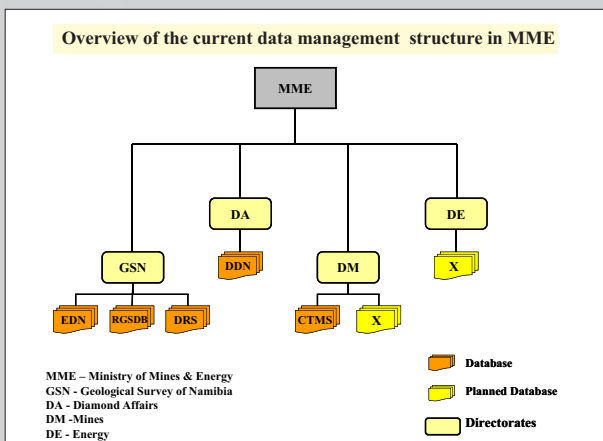 Overview of the current data management structure in MME
MME
DA
DE
GSN
DDN
DM
X
EDN
RGSDB
DRS
CTMS
X
MME – Ministry of Mines & Energy
GSN - Geological Survey of Namibia
DA - Diamond Affairs
DM -Mines
DE - Energy
Database
Planned Database
Directorates